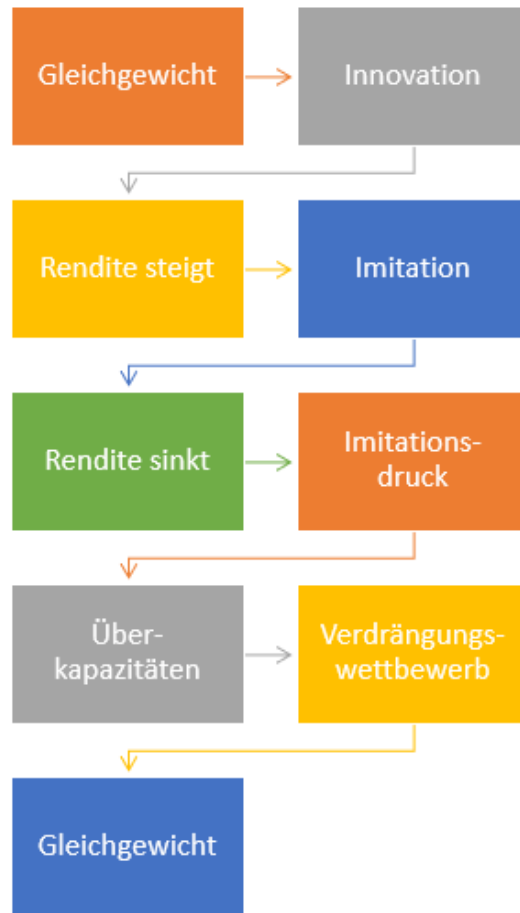 Gleichgewicht
Innovation
Rendite steigt
Imitation
Rendite sinkt
Imitations-
druck
Über-
kapazitäten
Verdrängungs-
wettbewerb
Gleichgewicht